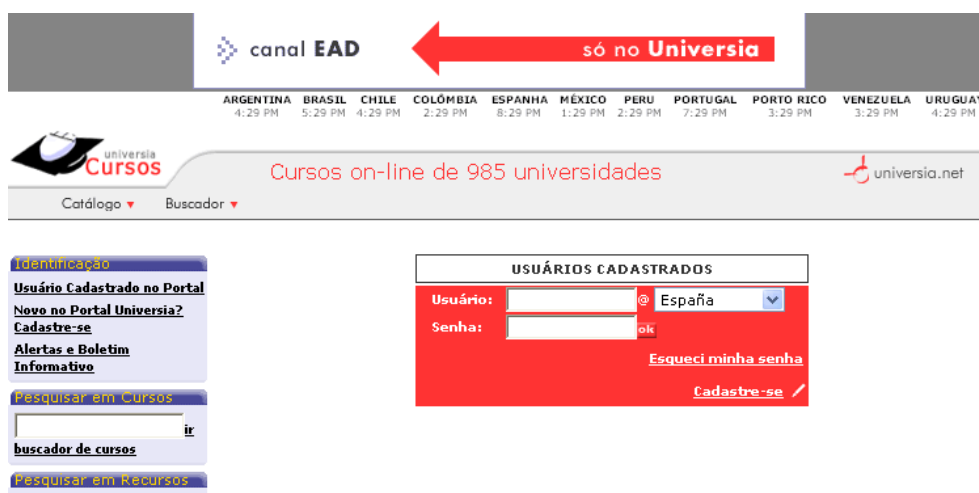 canal EAD
só no Universia
ARGENTINA BRASIL CHILE COLÔMBIA ESPANHA MÉXICO PERU PORTUGAL PORTO RICO VENEZUELA URUGUAY
4:29 PM 5:29 PM 4:29 PM 2:29 PM 8:29 PM 1:29 PM 2:29 PM 7:29 PM 3:29 PM 3:29 PM 4:29 PM
universia
Cursos
Cursos on-line de 985 universidades
universia.net
Catálogo Buscador
Identificação
Usuário Cadastrado no Portal
Novo no Portal Universia?
Cadastre-se
Alertas e Boletim
Informativo
Pesquisar em Cursos
ir
buscador de cursos
Pesquisar em Recursos
USUÁRIOS CADASTRADOS
Usuário: @ España
Senha: ok
Esqueci minha senha
Cadastre-se